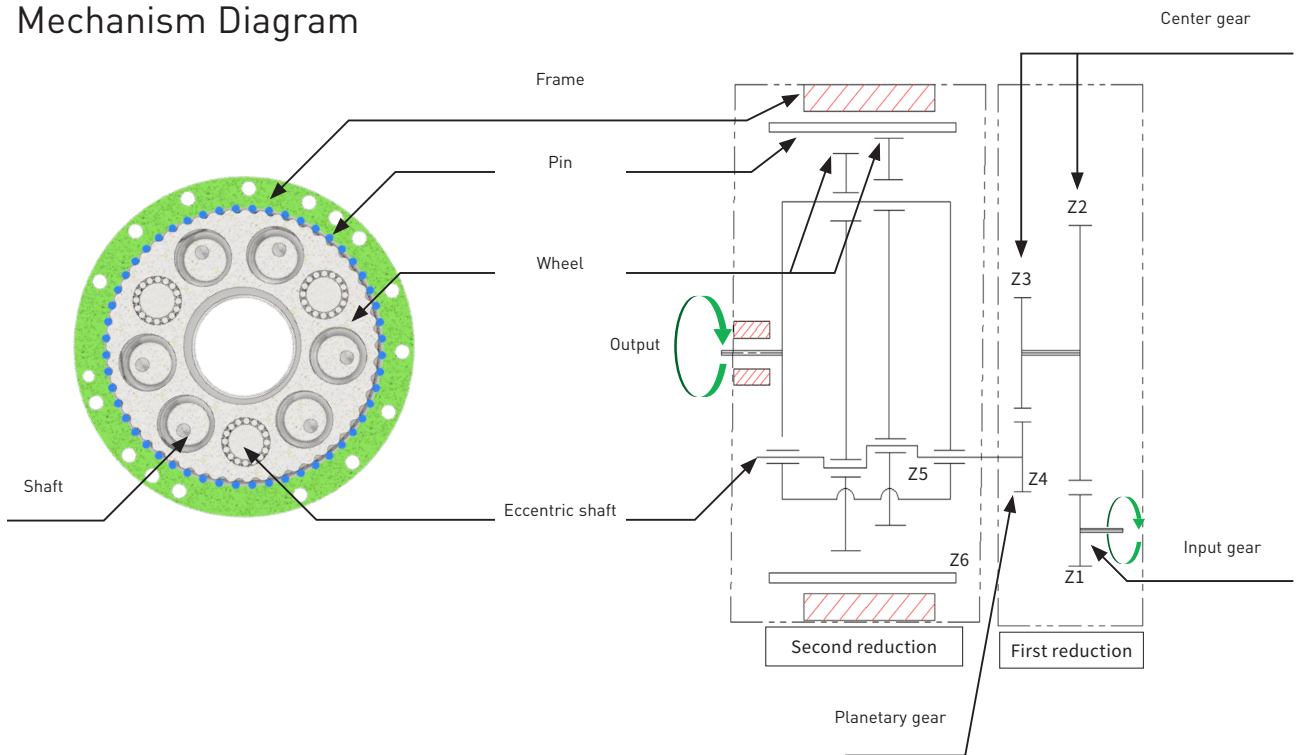 Mechanism Diagram
Center gear
Frame
Pin
Z2
Wheel
Z3
Output
Z5
Z4
Shaft
Eccentric shaft
Input gear
Z6
Z1
Second reduction
First reduction
Planetary gear